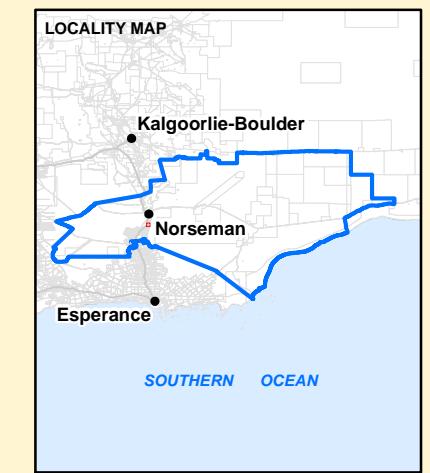 LOCALITY MAP
Kalgoorlie-Boulder
Norseman
Esperance
SOUTHERN OCEAN